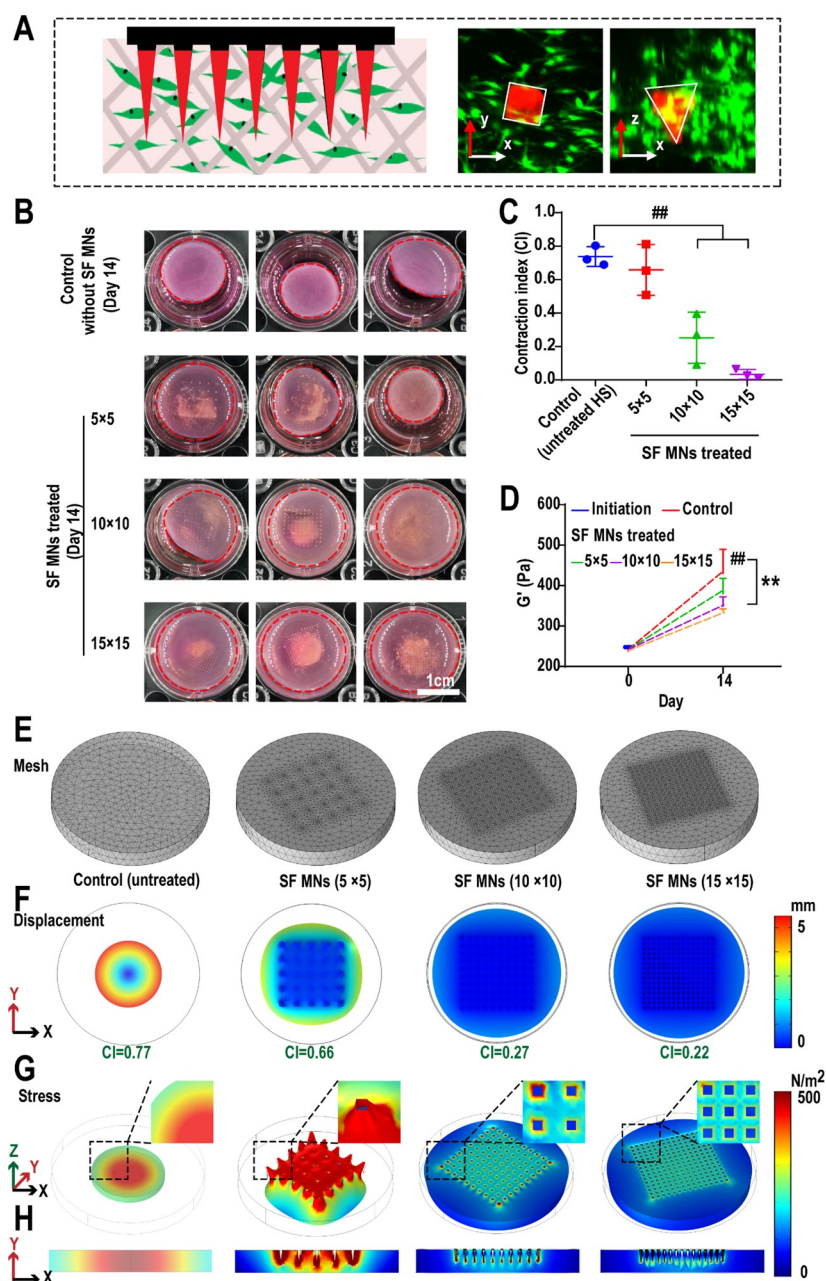 A
y
x
z
x
B
Control
without SF MNs
(Day 14)
SF MNs treated
(Day 14)
5×5
10×10
15×15
1cm
C
Contraction index (CI)
1.0
0.8
0.6
0.4
0.2
0.0
##
Control
(untreated HS)
5×5
10×10
15×15
SF MNs treated
D
G' (Pa)
600
500
400
300
200
Initiation
Control
SF MNs treated
5×5
10×10
15×15
##
**
0
14
Day
E
Mesh
Control (untreated)
SF MNs (5 ×5)
SF MNs (10 ×10)
SF MNs (15 ×15)
F
Displacement
mm
5
0
Y
X
CI=0.77
CI=0.66
CI=0.27
CI=0.22
G
Stress
N/m2
500
0
Z
Y
X
H
Y
X